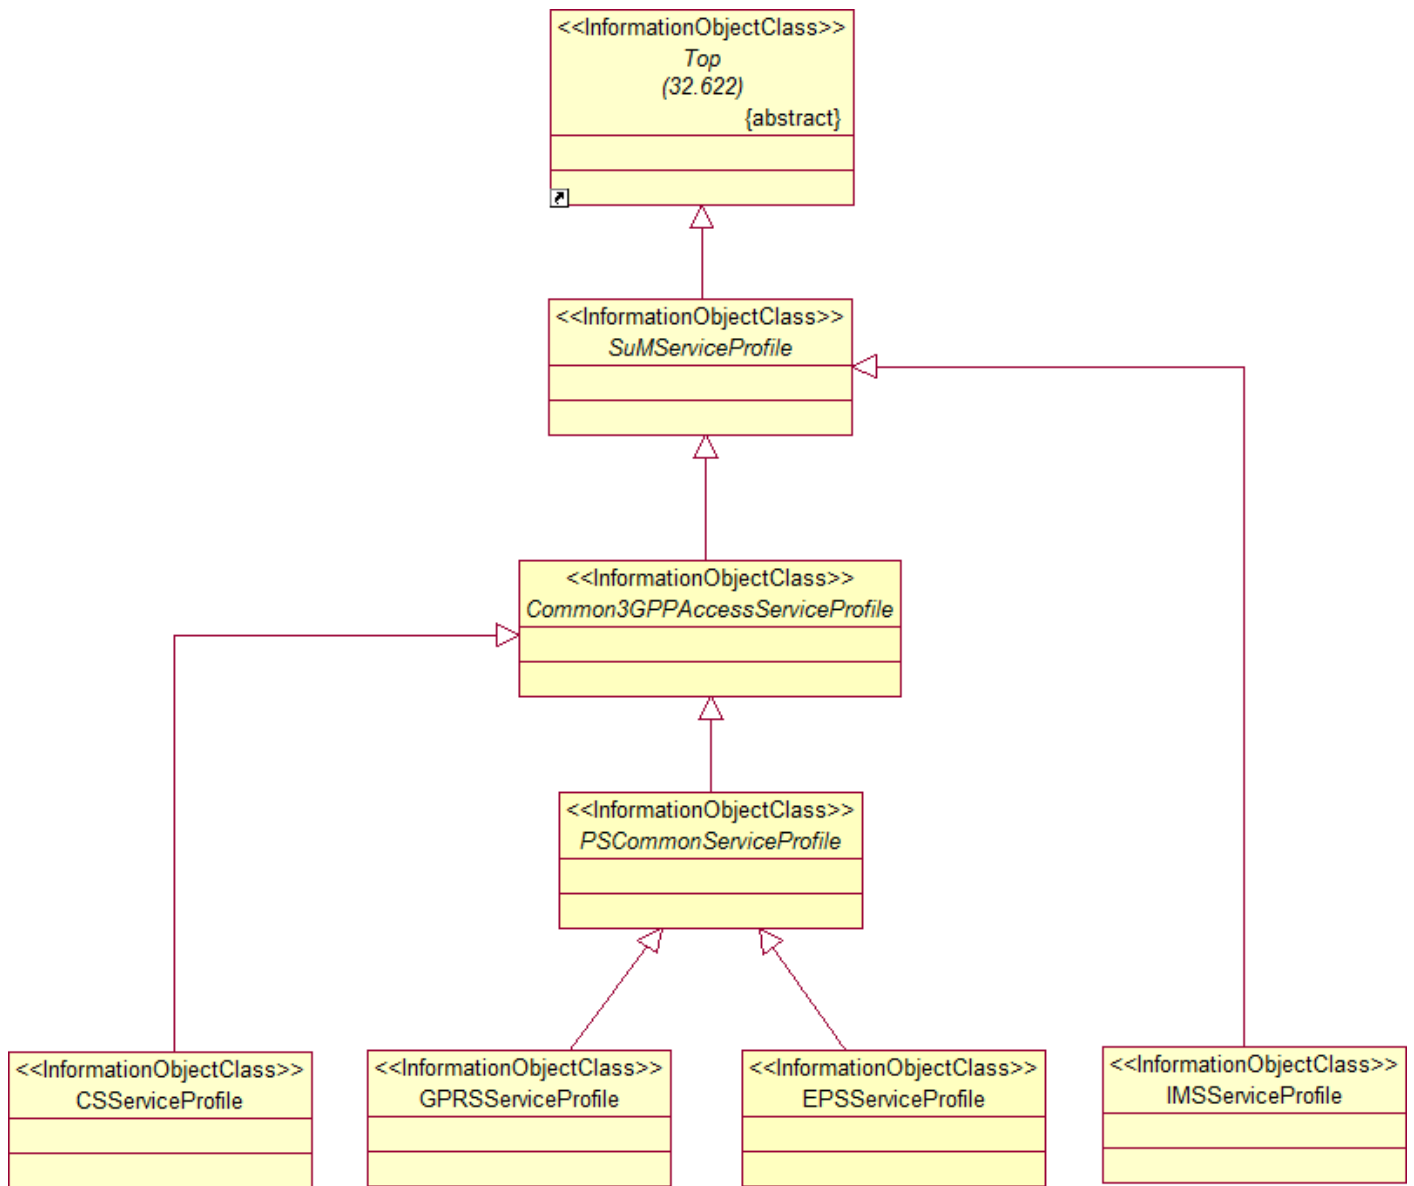 <<InformationObjectClass>>
Top
(32.622)
{abstract}
<<InformationObjectClass>>
SuMServiceProfile
<<InformationObjectClass>>
Common3GPPAccessServiceProfile
<<InformationObjectClass>>
PSCommonServiceProfile
<<InformationObjectClass>>
CSServiceProfile
<<InformationObjectClass>>
GPRSServiceProfile
<<InformationObjectClass>>
EPSServiceProfile
<<InformationObjectClass>>
IMSServiceProfile